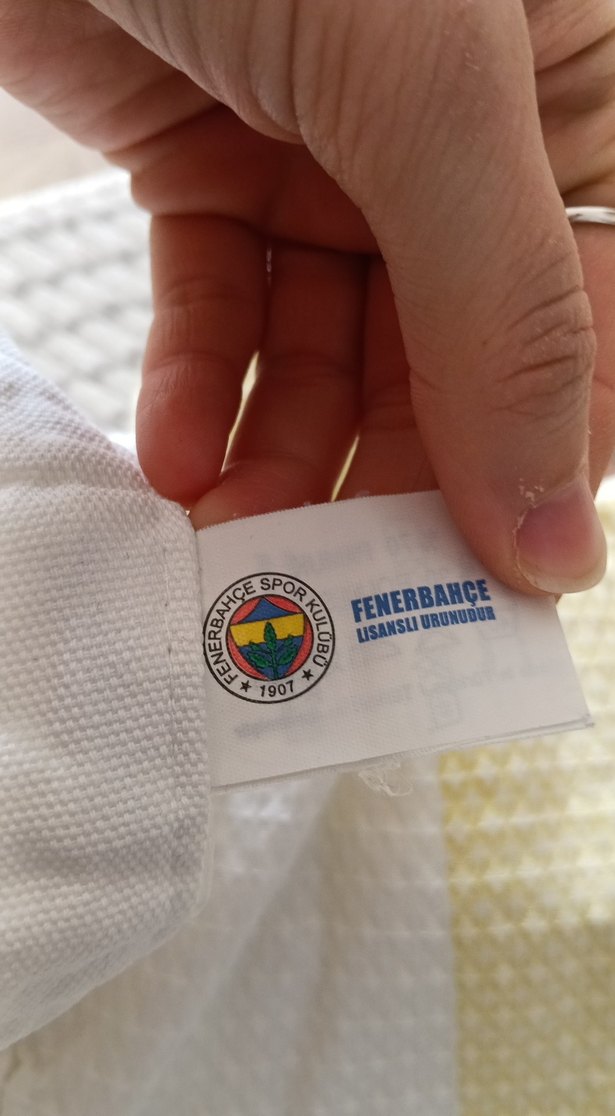 FENERBAHÇE SPOR KULÜBÜ
★ 1907 ★
FENERBAHÇE
LISANSLI URUNUDUR